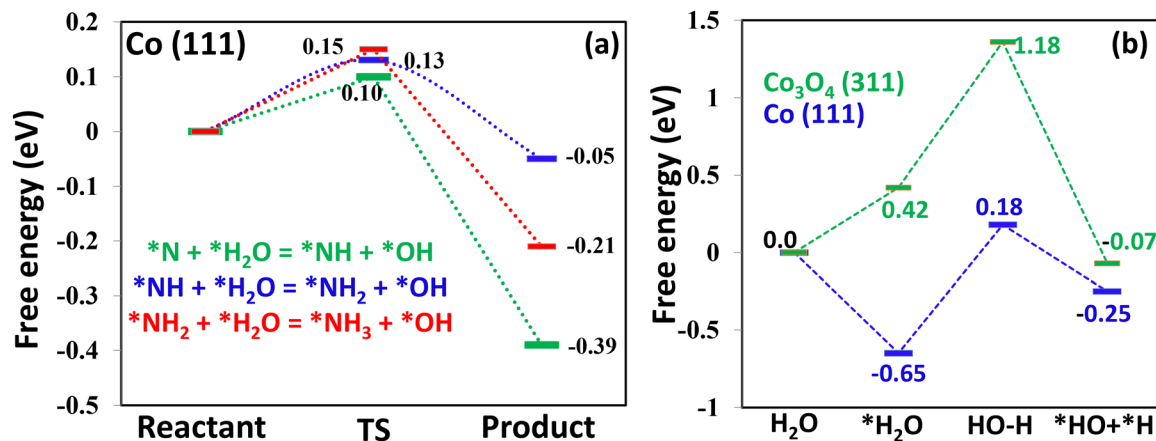 Co (111)
(a)
Free energy (eV)
0.2
0.1
0
-0.1
-0.2
-0.3
-0.4
-0.5
0.15
0.13
0.10
-0.05
-0.21
-0.39
*N + *H₂O = *NH + *OH
*NH + *H₂O = *NH₂ + *OH
*NH₂ + *H₂O = *NH₃ + *OH
Reactant TS Product
(b)
Free energy (eV)
1.5
1
0.5
0
-0.5
-1
Co₃O₄ (311)
Co (111)
1.18
0.42
0.0
0.18
-0.07
-0.25
-0.65
H₂O *H₂O HO-H *HO+*H